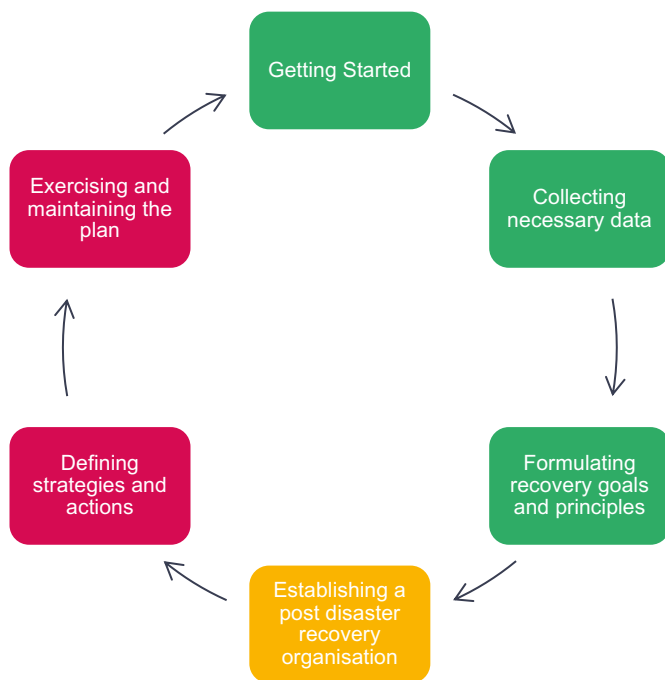 Getting Started
Collecting
necessary data
Formulating
recovery goals
and principles
Establishing a
post disaster
recovery
organisation
Defining
strategies and
actions
Exercising and
maintaining the
plan